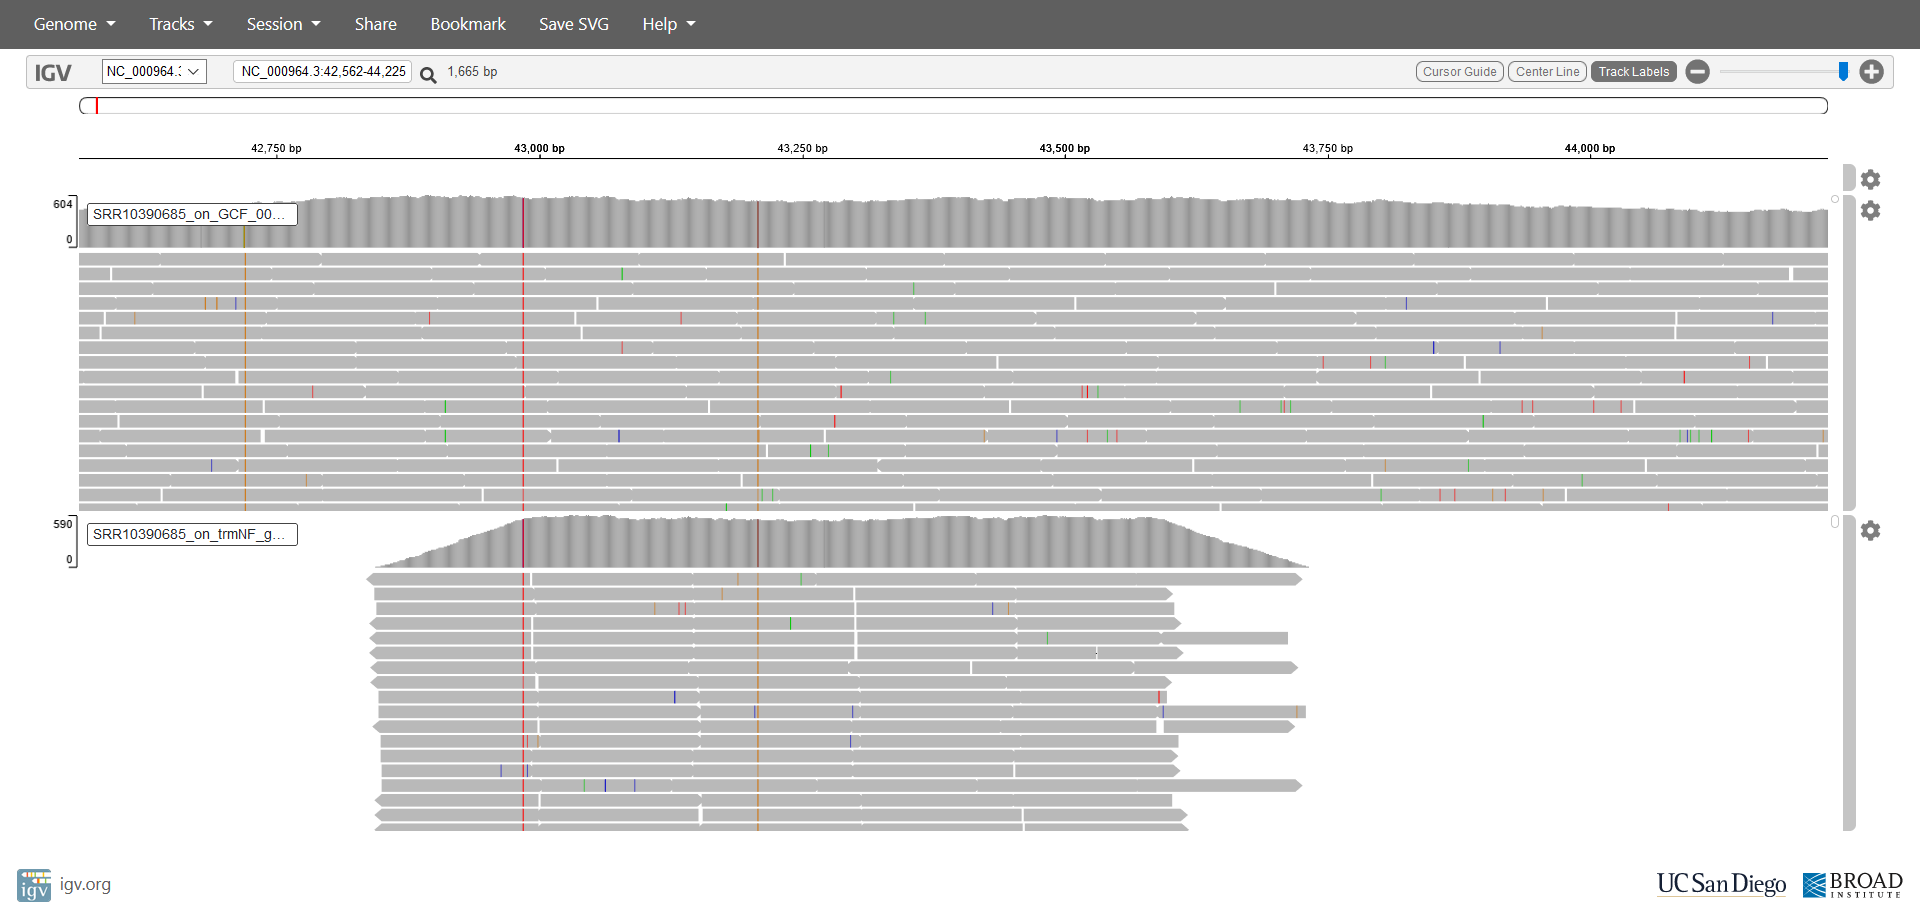 Genome Tracks Session Share Bookmark Save SVG Help
IGV NC_000964.: NC_000964.3:42,562-44,225 1,665 bp Cursor Guide Center Line Track Labels
42,750 bp 43,000 bp 43,250 bp 43,500 bp 43,750 bp 44,000 bp
604
SRR10390685_on_GCF_00...
0
590
SRR10390685_on_trmNF_g...
0
igv igv.org UC San Diego BROAD
INSTITUTE